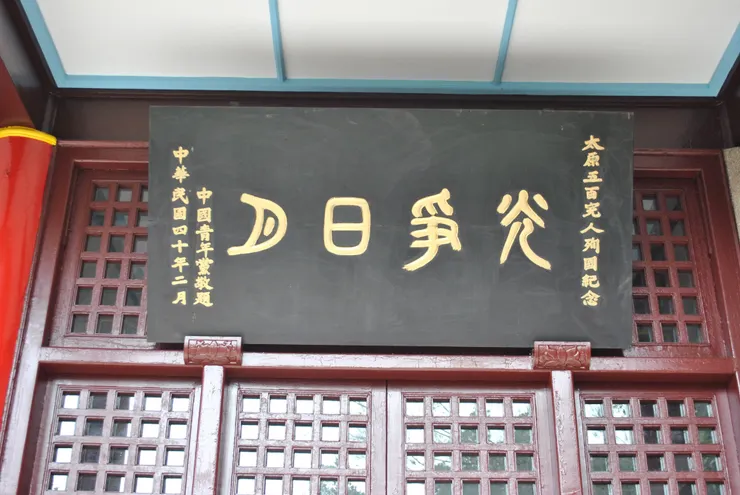 太原五百完人殉國紀念
光爭日月
中國青年黨敬題
中華民國四十年二月